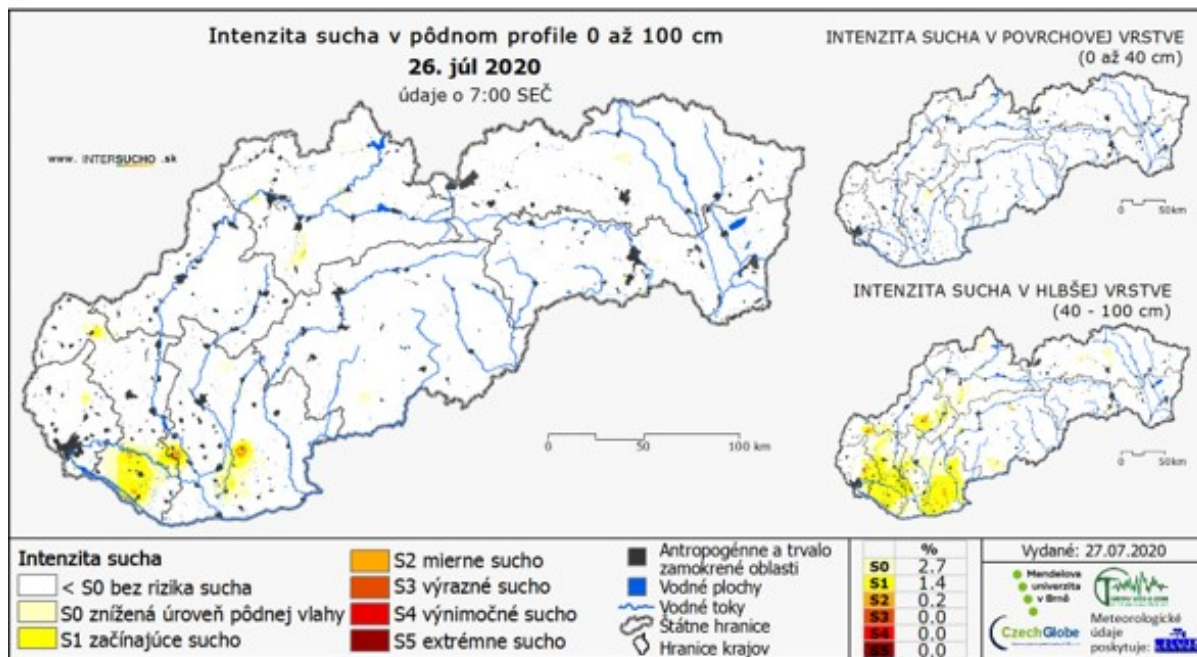 Intenzita sucha v pôdnom profile 0 až 100 cm
26. júl 2020
údaje o 7:00 SEČ
www. INTERSUCHO .sk
0 50 100 km
INTENZITA SUCHA V POVRCHOVEJ VRSTVE
(0 až 40 cm)
0 50km
INTENZITA SUCHA V HLBŠEJ VRSTVE
(40 - 100 cm)
0 50km
Intenzita sucha
< S0 bez rizika sucha
S0 znížená úroveň pôdnej vlahy
S1 začínajúce sucho
S2 mierne sucho
S3 výrazné sucho
S4 výnimočné sucho
S5 extrémne sucho
Antropogénne a trvalo
zamokrené oblasti
Vodné plochy
Vodné toky
Štátne hranice
Hranice krajov
%
S0 2.7
S1 1.4
S2 0.2
S3 0.0
S4 0.0
S5 0.0
Vydané: 27.07.2020
Mendelova
univerzita
v Brně
CzechGlobe
Meteorologické
údaje
poskytuje: